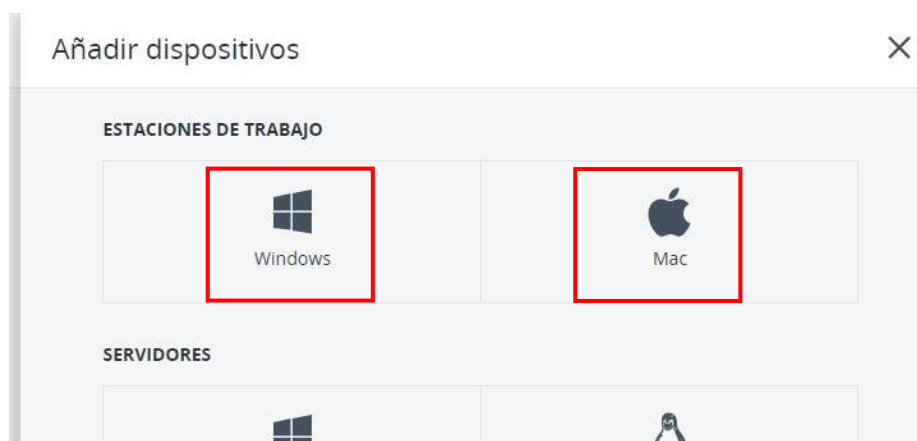 Añadir dispositivos
ESTACIONES DE TRABAJO
Windows
Mac
SERVIDORES